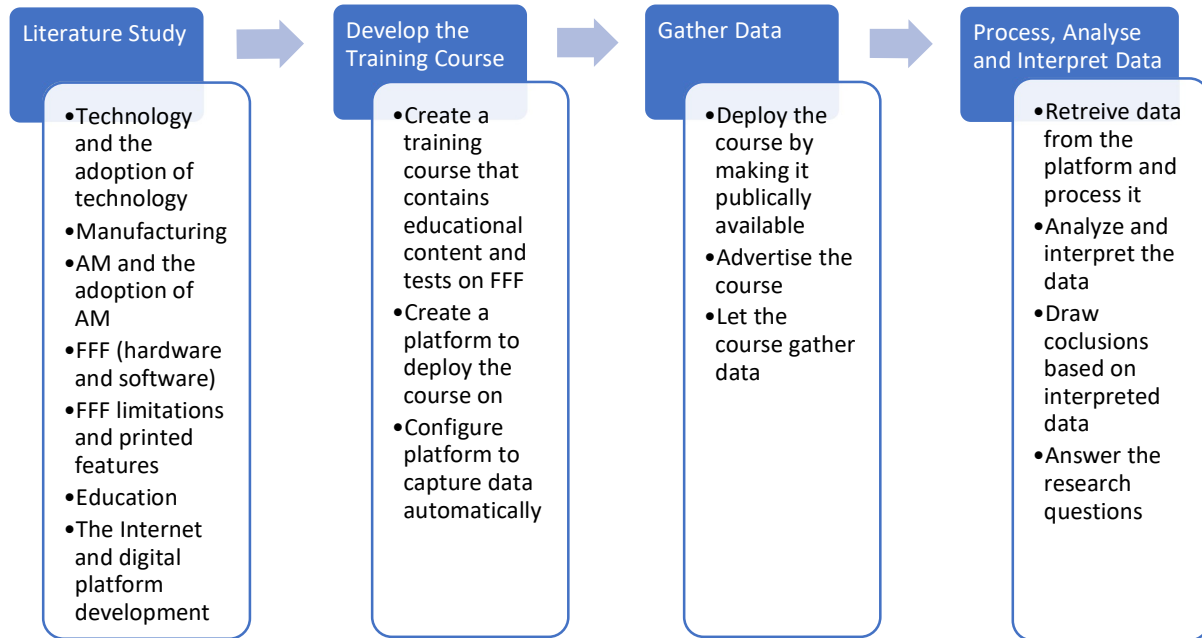 Literature Study
•Technology
and the
adoption of
technology
•Manufacturing
•AM and the
adoption of
AM
•FFF (hardware
and software)
•FFF limitations
and printed
features
•Education
•The Internet
and digital
platform
development
Develop the
Training Course
•Create a
training course
that contains
educational
content and
tests on FFF
•Create a
platform to
deploy the
course on
•Configure
platform to
capture data
automatically
Gather Data
•Deploy the
course by
making it
publically
available
•Advertise the
course
•Let the
course gather
data
Process, Analyse
and Interpret Data
•Retreive data
from the
platform and
process it
•Analyze and
interpret the
data
•Draw
coclusions
based on
interpreted
data
•Answer the
research
questions